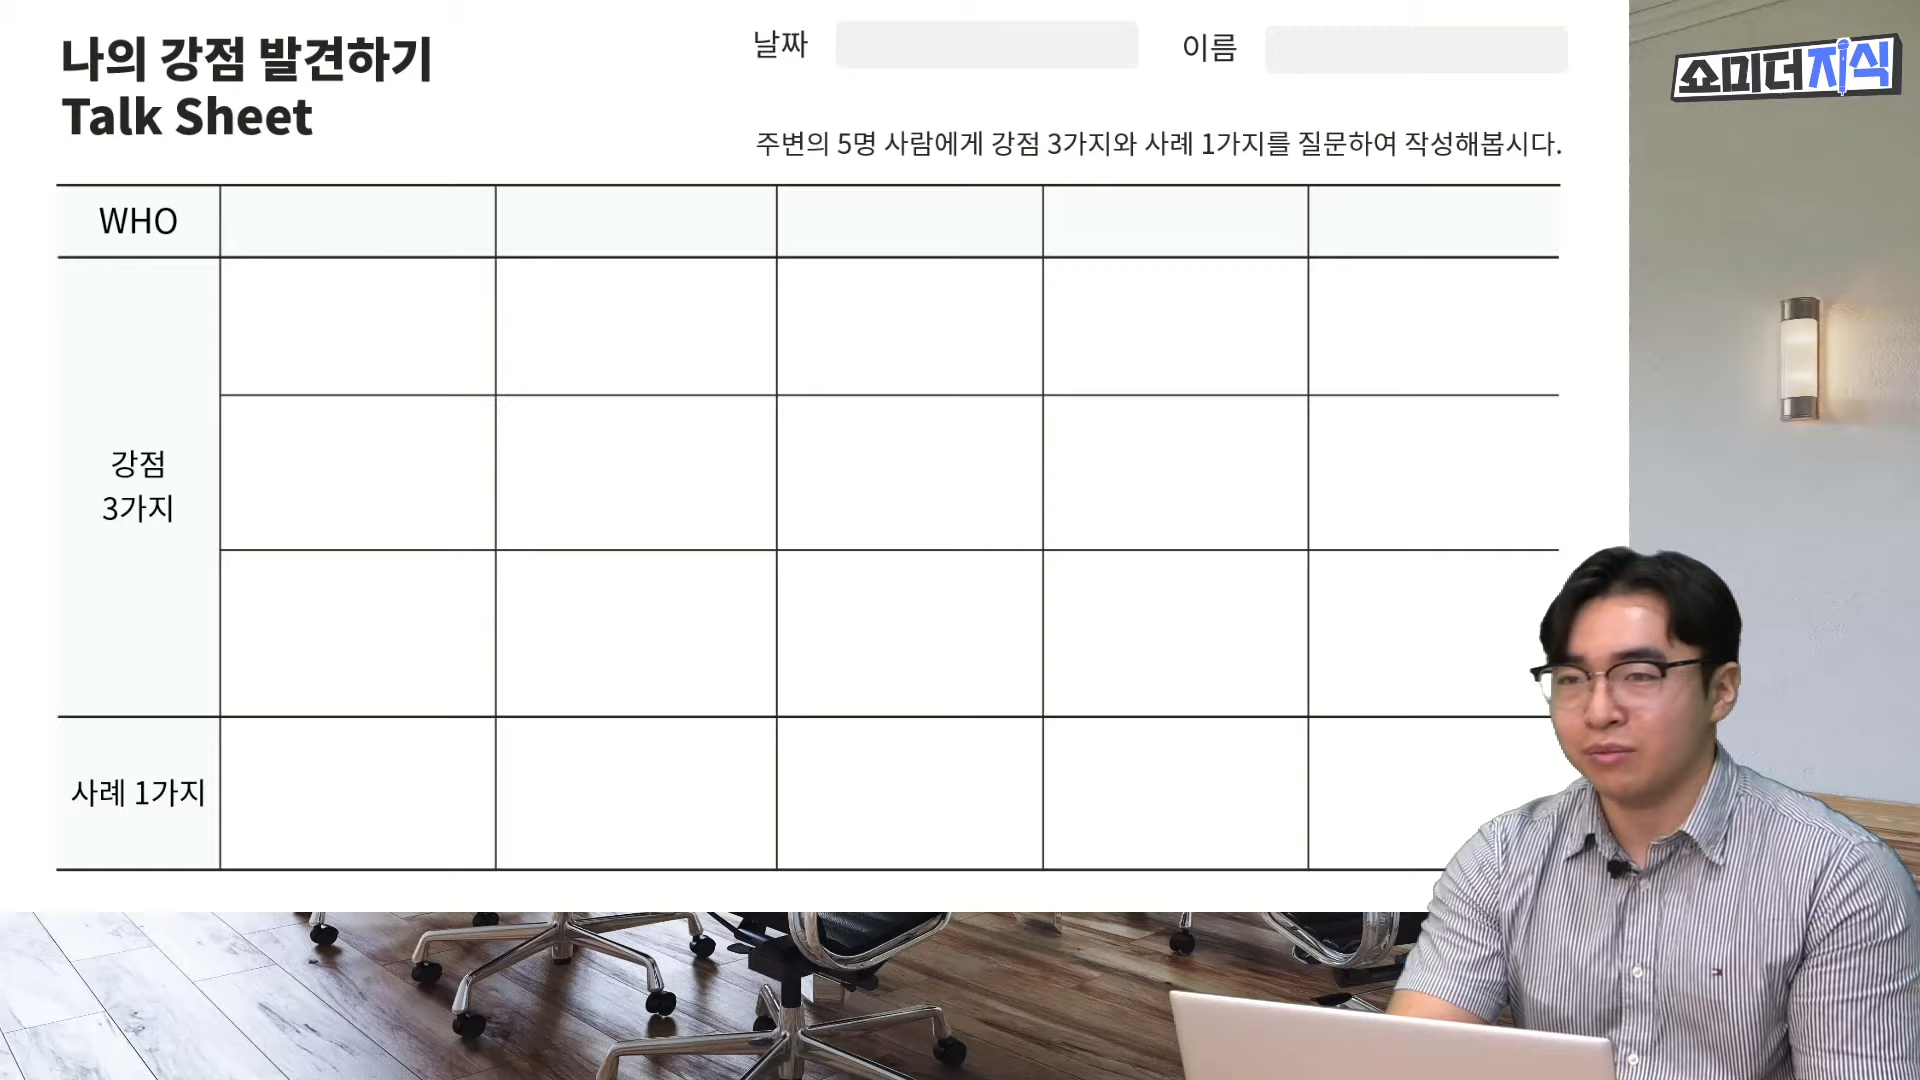 나의 강점 발견하기
Talk Sheet
날짜
이름
쇼미더지식
주변의 5명 사람에게 강점 3가지와 사례 1가지를 질문하여 작성해봅시다.
WHO
강점
3가지
사례 1가지